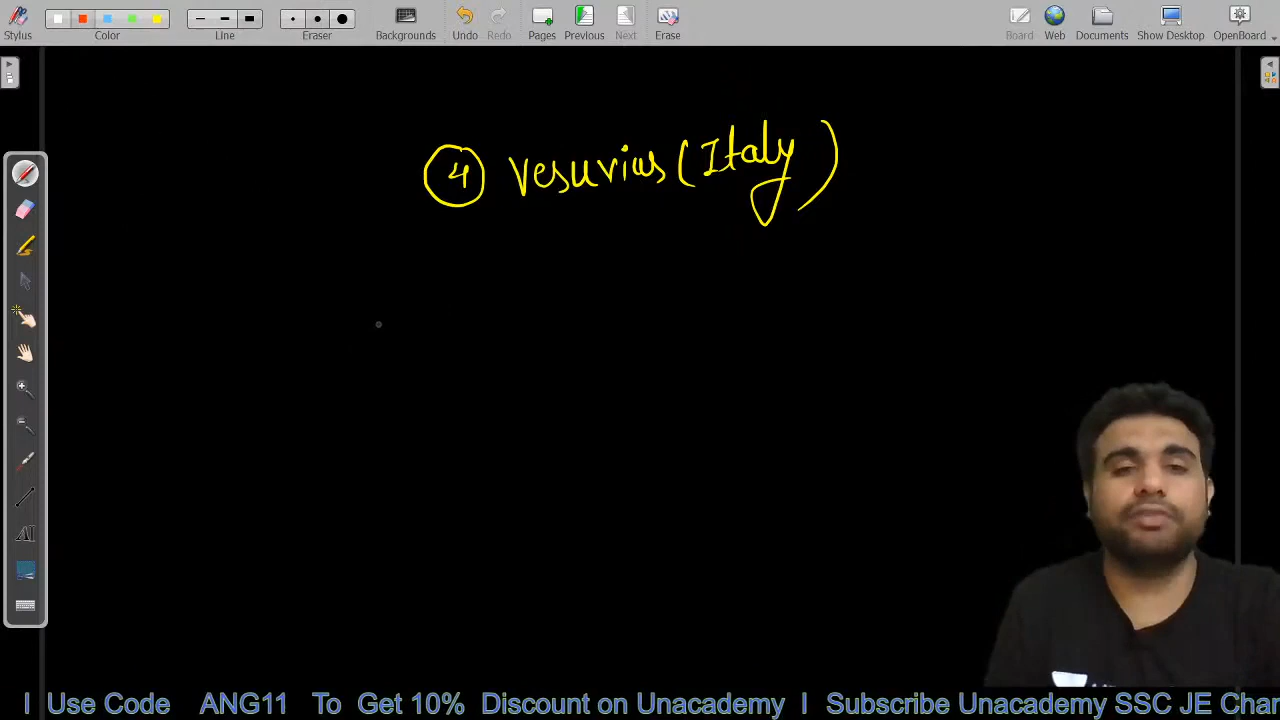 Stylus
Color
Line
Eraser
Backgrounds
Undo
Redo
Pages
Previous
Next
Erase
Board
Web
Documents
Show Desktop
OpenBoard
④ Vesuvius (Italy)
I Use Code ANG11 To Get 10% Discount on Unacademy I Subscribe Unacademy SSC JE Chan